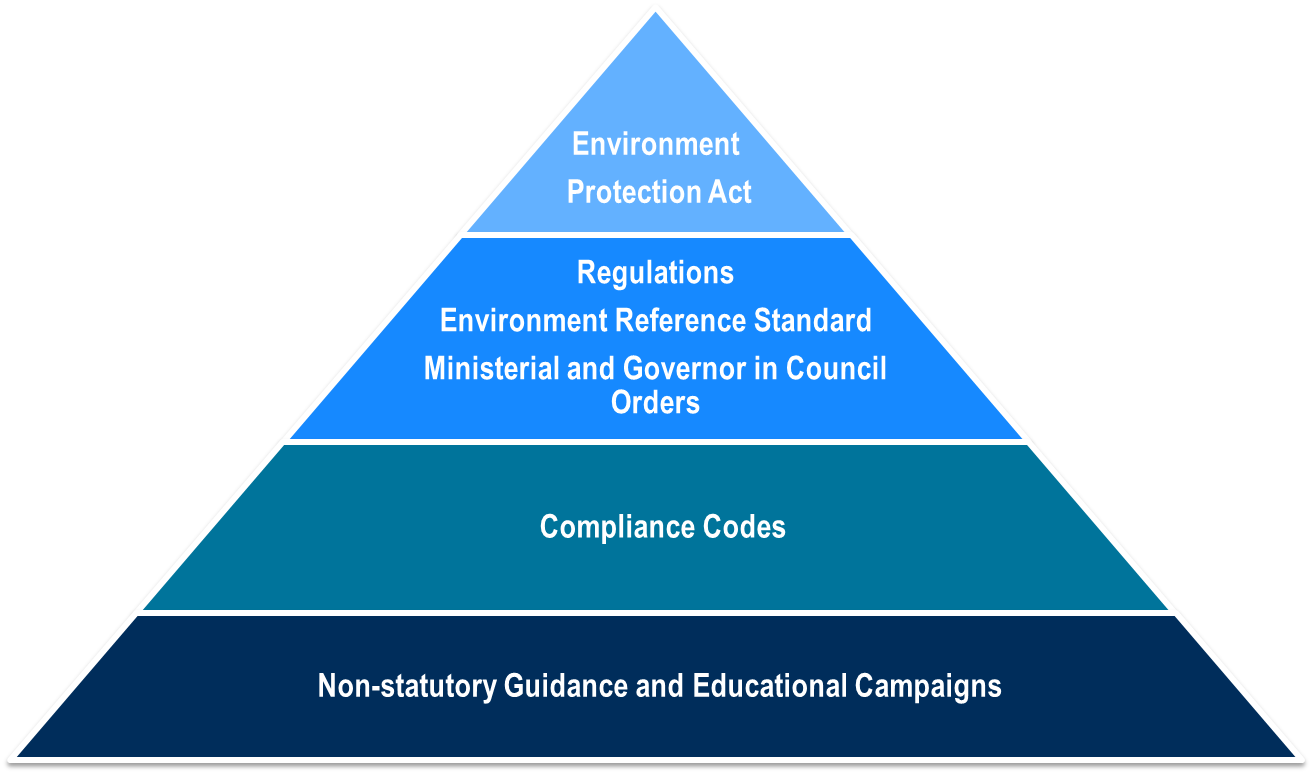 Environment
Protection Act
Regulations
Environment Reference Standard
Ministerial and Governor in Council
Orders
Compliance Codes
Non-statutory Guidance and Educational Campaigns